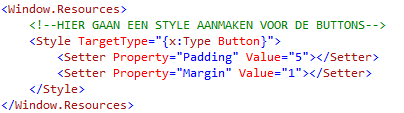 <Window.Resources>
<!--HIER GAAN EEN STYLE AANMAKEN VOOR DE BUTTONS-->
<Style TargetType="{x:Type Button}">
<Setter Property="Padding" Value="5"></Setter>
<Setter Property="Margin" Value="1"></Setter>
</Style>
</Window.Resources>